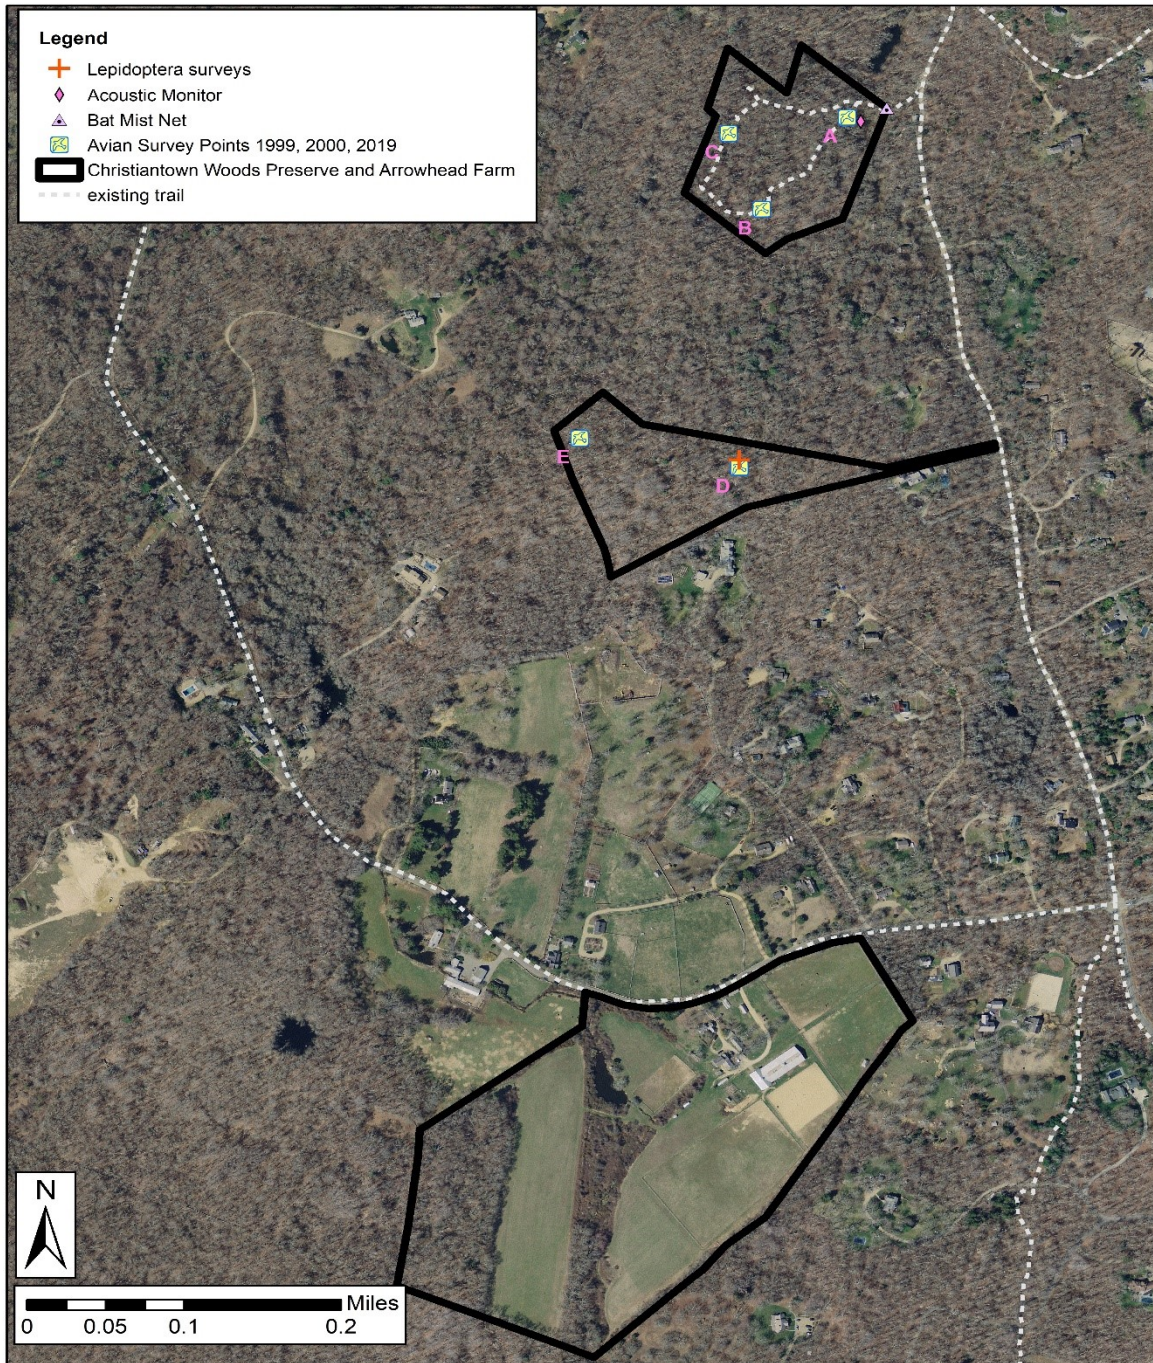 Legend
Lepidoptera surveys
Acoustic Monitor
Bat Mist Net
Avian Survey Points 1999, 2000, 2019
Christiantown Woods Preserve and Arrowhead Farm
existing trail
A
C
B
E
D
N
Miles
0 0.05 0.1 0.2